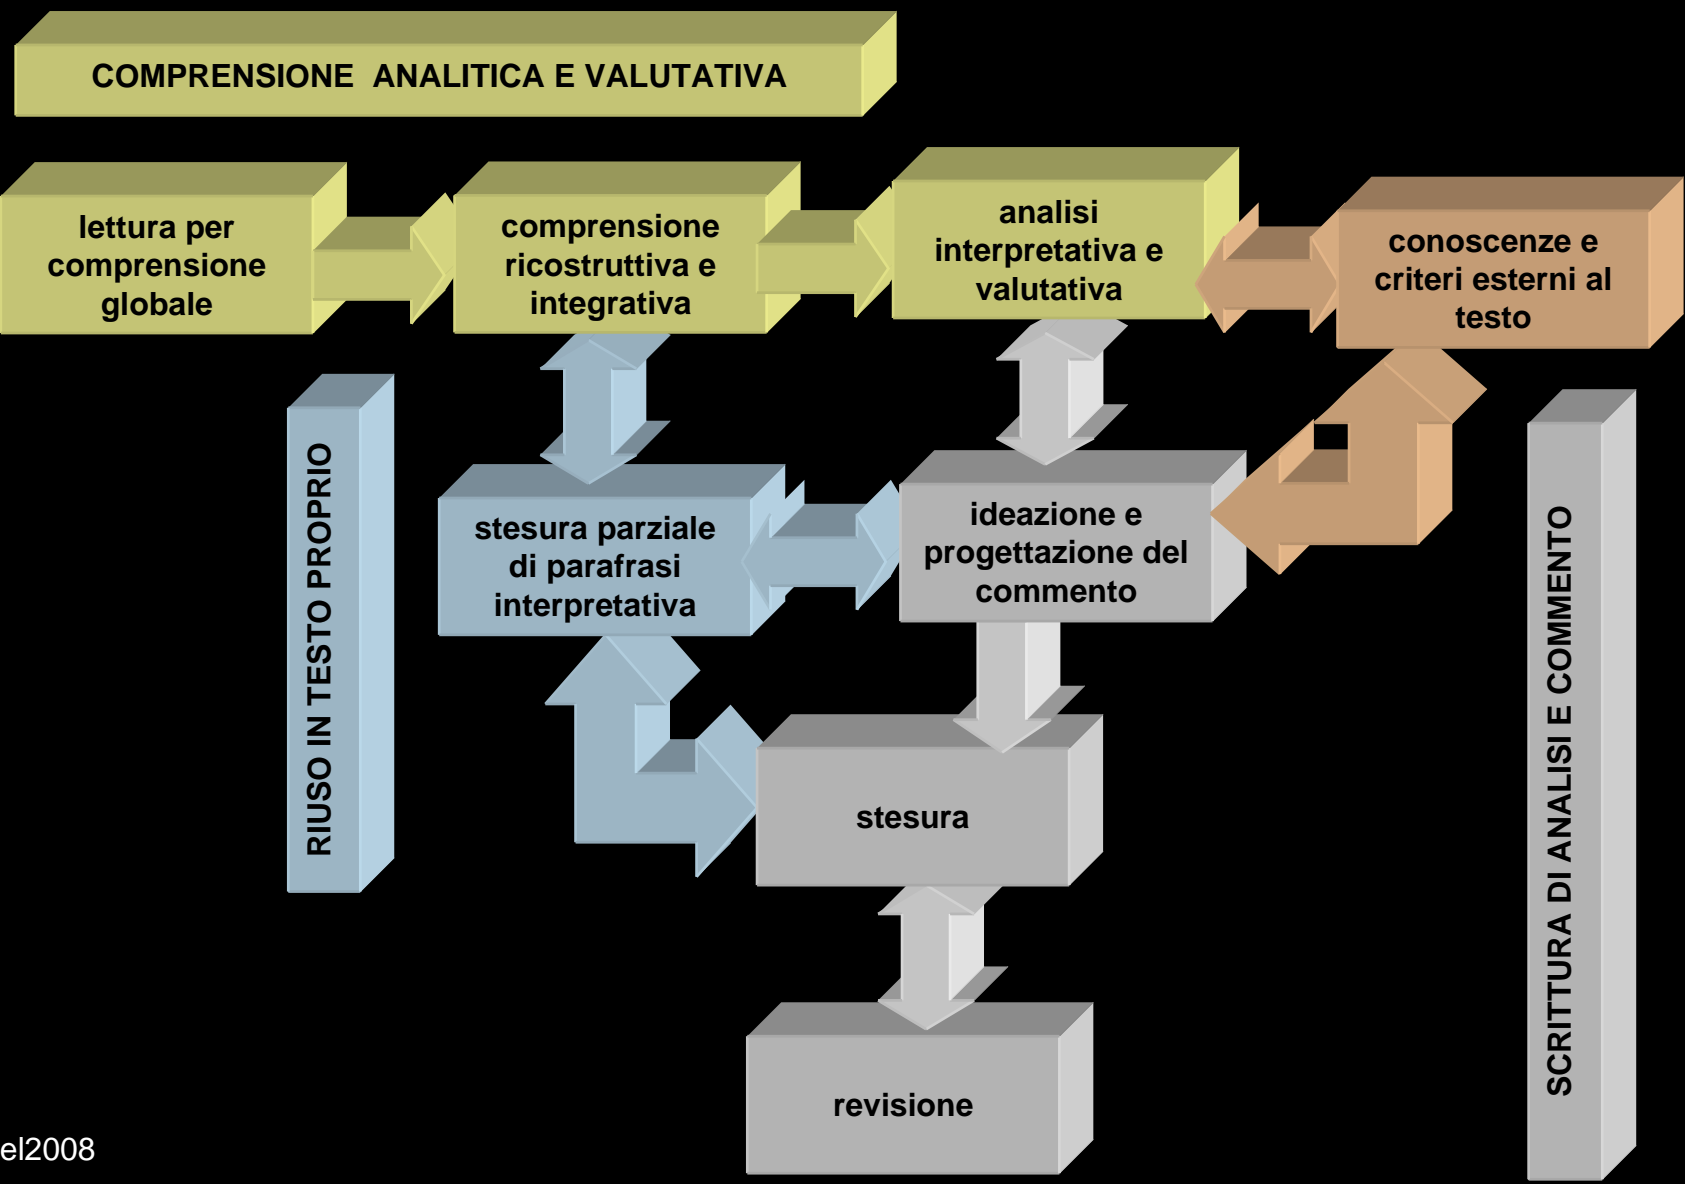 COMPRENSIONE ANALITICA E VALUTATIVA
lettura per
comprensione
globale
comprensione
ricostruttiva e
integrativa
analisi
interpretativa e
valutativa
conoscenze e
criteri esterni al
testo
RIUSO IN TESTO PROPRIO
stesura parziale
di parafrasi
interpretativa
ideazione e
progettazione del
commento
SCRITTURA DI ANALISI E COMMENTO
stesura
revisione
el2008